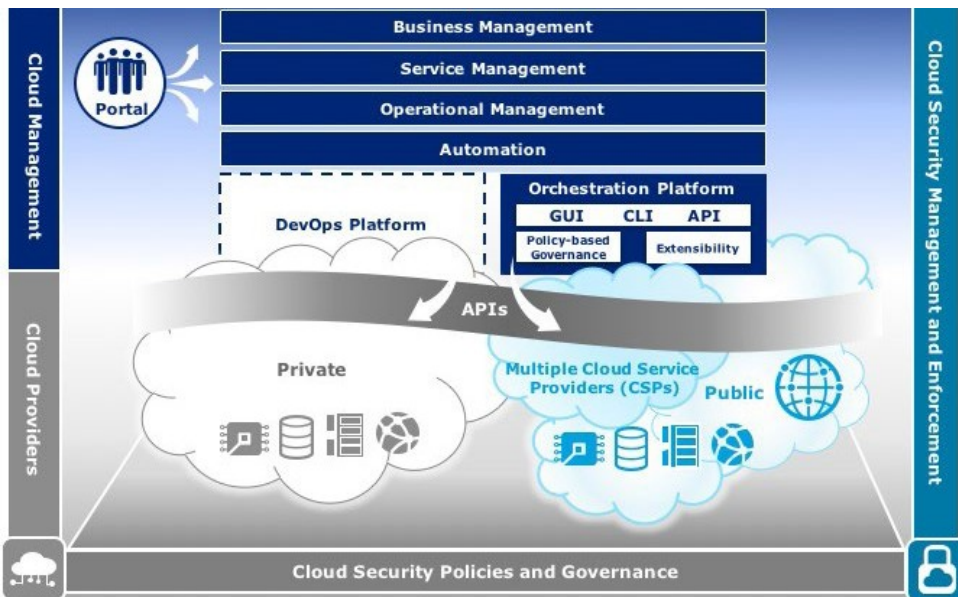 Cloud Management
Portal
Business Management
Service Management
Operational Management
Automation
DevOps Platform
Orchestration Platform
GUI CLI API
Policy-based
Governance
Extensibility
Cloud Providers
APIs
Private
Multiple Cloud Service
Providers (CSPs)
Public
Cloud Security Management and Enforcement
Cloud Security Policies and Governance